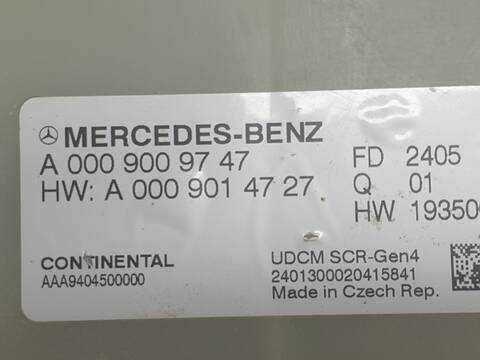 MERCEDES-BENZ
A 000 900 97 47
HW: A 000 901 47 27
FD 2405
Q 01
HW 19350
CONTINENTAL
AAA9404500000
UDCM SCR-Gen4
2401300020415841
Made in Czech Rep.